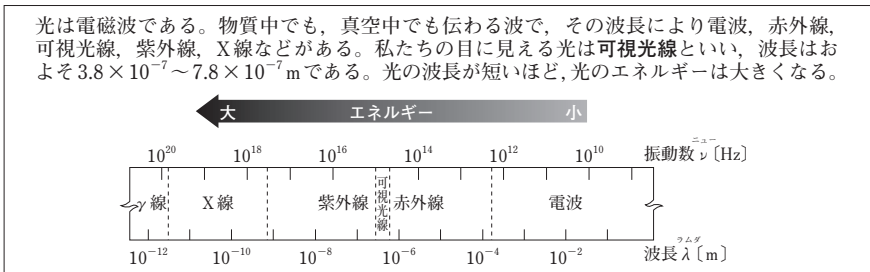 光は電磁波である。物質中でも，真空中でも伝わる波で，その波長により電波，赤外線，
可視光線，紫外線，X線などがある。私たちの目に見える光は可視光線といい，波長はお
よそ3.8×10⁻⁷～7.8×10⁻⁷mである。光の波長が短いほど，光のエネルギーは大きくなる。
大 エネルギー 小
10²⁰ 10¹⁸ 10¹⁶ 10¹⁴ 10¹² 10¹⁰ 振動数ν〔Hz〕
ニュー
γ線 X線 紫外線 可視光線 赤外線 電波
10⁻¹² 10⁻¹⁰ 10⁻⁸ 10⁻⁶ 10⁻⁴ 10⁻² 波長λ〔m〕
ラムダ